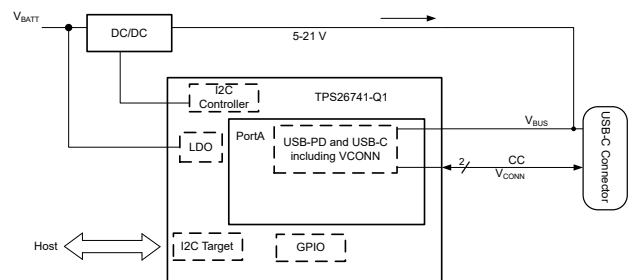 VBATT
DC/DC
5-21 V
I2C
Controller
TPS26741-Q1
LDO
PortA
USB-PD and USB-C
including VCONN
VBUS
2
CC
VCONN
USB-C Connector
Host
I2C Target
GPIO